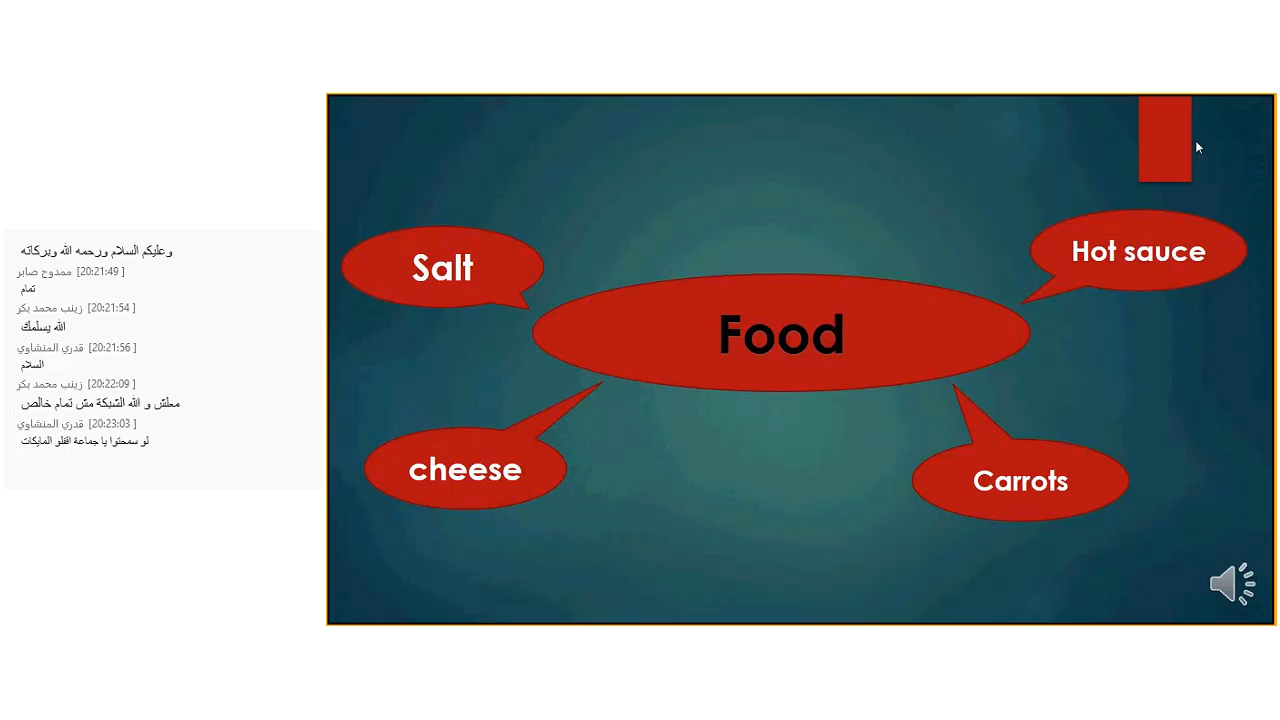 وعليكم السلام ورحمه الله وبركاته
ممدوح صابر [20:21:49 ]
تمام
زينب محمد بكر [20:21:54 ]
الله يسلمك
قدري المنشاوي [20:21:56 ]
السلام
زينب محمد بكر [20:22:09 ]
معلش و الله الشبكة مش تمام خالص
قدري المنشاوي [20:23:03 ]
لو سمحتوا يا جماعة اقفلو المايكات
Salt
Hot sauce
Food
cheese
Carrots